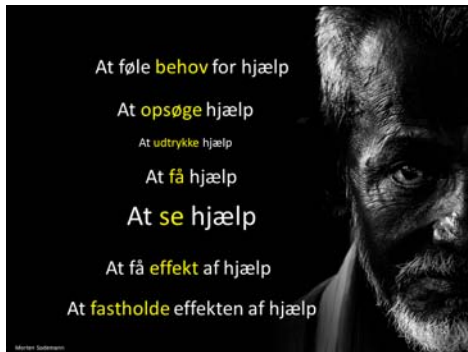 At føle behov for hjælp
At opsøge hjælp
At udtrykke hjælp
At få hjælp
At se hjælp
At få effekt af hjælp
At fastholde effekten af hjælp
Morten Sodemann